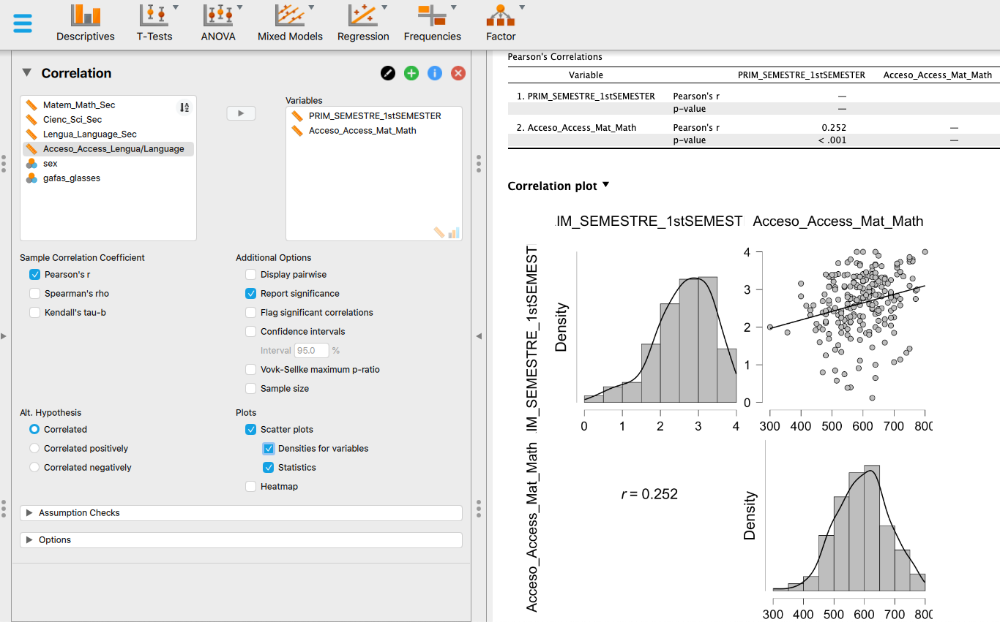 Descriptives T-Tests ANOVA Mixed Models Regression Frequencies Factor
Correlation
Matem_Math_Sec
Cienc_Sci_Sec
Lengua_Language_Sec
Acceso_Access_Lengua/Language
sex
gafas_glasses
Variables
PRIM_SEMESTRE_1stSEMESTER
Acceso_Access_Mat_Math
Sample Correlation Coefficient
Pearson's r
Spearman's rho
Kendall's tau-b
Additional Options
Display pairwise
Report significance
Flag significant correlations
Confidence intervals
Interval 95.0 %
Vovk-Sellke maximum p-ratio
Sample size
Alt. Hypothesis
Correlated
Correlated positively
Correlated negatively
Plots
Scatter plots
Densities for variables
Statistics
Heatmap
Assumption Checks
Options
Pearson's Correlations
Variable PRIM_SEMESTRE_1stSEMESTER Acceso_Access_Mat_Math
1. PRIM_SEMESTRE_1stSEMESTER Pearson's r —
p-value —
2. Acceso_Access_Mat_Math Pearson's r 0.252 —
p-value < .001 —
Correlation plot
IM_SEMESTRE_1stSEMEST Acceso_Access_Mat_Math
IM_SEMESTRE_1stSEMEST
Density
0 1 2 3 4
4
3
2
1
0
300 400 500 600 700 800
Acceso_Access_Mat_Math
r = 0.252
Density
300 400 500 600 700 800